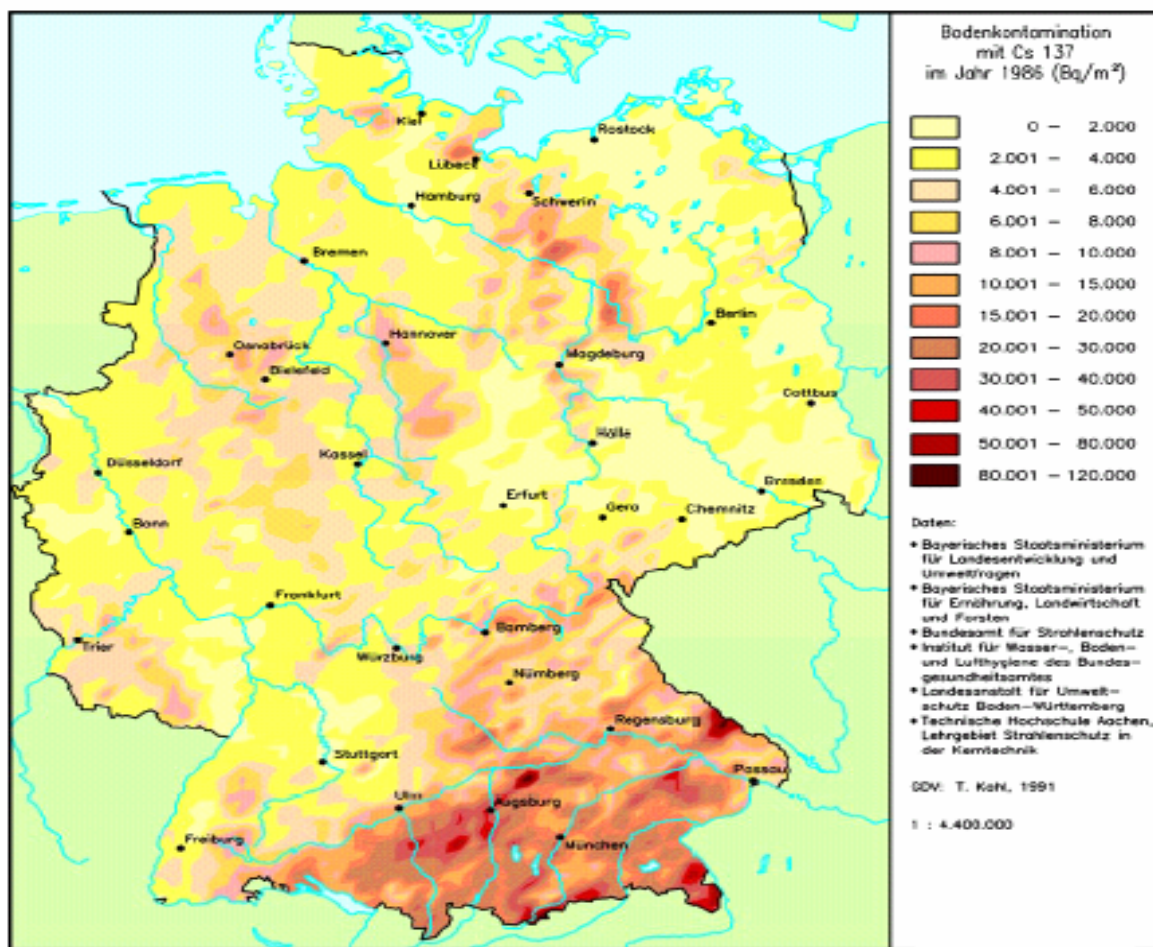 Bodenkontamination
mit Cs 137
im Jahr 1986 (Bq/m²)
0 – 2.000
2.001 – 4.000
4.001 – 6.000
6.001 – 8.000
8.001 – 10.000
10.001 – 15.000
15.001 – 20.000
20.001 – 30.000
30.001 – 40.000
40.001 – 50.000
50.001 – 80.000
80.001 – 120.000
Daten:
• Bayerisches Staatsministerium
für Landesentwicklung und
Umweltfragen
• Bayerisches Staatsministerium
für Ernährung, Landwirtschaft
und Forsten
• Bundesamt für Strahlenschutz
• Institut für Wasser–, Boden–
und Lufthygiene des Bundes–
gesundheitsamtes
• Landesanstalt für Umwelt–
schutz Baden–Württemberg
• Technische Hochschule Aachen,
Lehrgebiet Strahlenschutz in
der Kerntechnik
GDV: T. Kohl, 1991
1 : 4.400.000
Kiel
Rostock
Lübeck
Schwerin
Hamburg
Bremen
Berlin
Hannover
Osnabrück
Magdeburg
Bielefeld
Cottbus
Halle
Kassel
Düsseldorf
Dresden
Erfurt
Gera
Chemnitz
Bonn
Frankfurt
Bamberg
Trier
Würzburg
Nürnberg
Regensburg
Stuttgart
Passau
Ulm
Augsburg
München
Freiburg